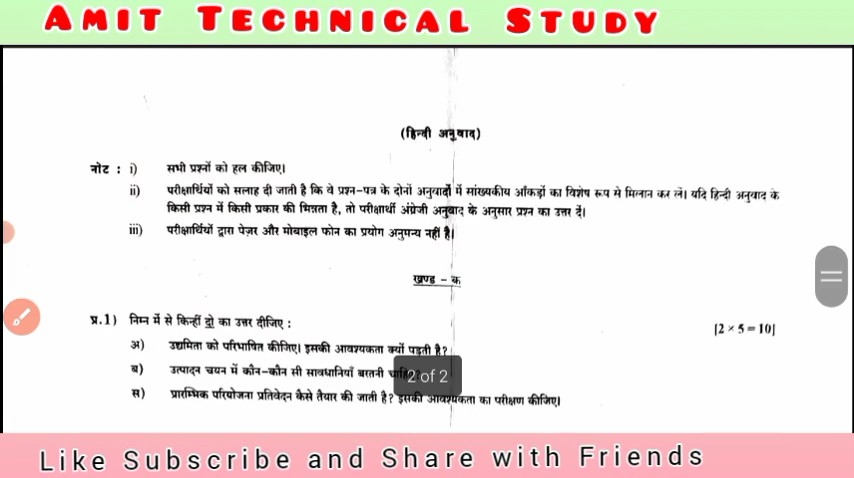 AMIT TECHNICAL STUDY
(हिन्दी अनुवाद)
नोट : i) सभी प्रश्नों को हल कीजिए।
ii) परीक्षार्थियों को सलाह दी जाती है कि वे प्रश्न-पत्र के दोनों अनुवादों में सांख्यकीय आँकड़ों का विशेष रूप से मिलान कर लें। यदि हिन्दी अनुवाद के
किसी प्रश्न में किसी प्रकार की भिन्नता है, तो परीक्षार्थी अंग्रेजी अनुवाद के अनुसार प्रश्न का उत्तर दें।
iii) परीक्षार्थियों द्वारा पेज़र और मोबाइल फोन का प्रयोग अनुमन्य नहीं है।
खण्ड - क
प्र.1) निम्न में से किन्हीं दो का उत्तर दीजिए : [2 × 5 = 10]
अ) उद्यमिता को परिभाषित कीजिए। इसकी आवश्यकता क्यों पड़ती है?
ब) उत्पादन चयन में कौन-कौन सी सावधानियाँ बरतनी
2 of 2
स) प्रारम्भिक परियोजना प्रतिवेदन कैसे तैयार की जाती है? इसकी आवश्यकता का परीक्षण कीजिए।
Like Subscribe and Share with Friends